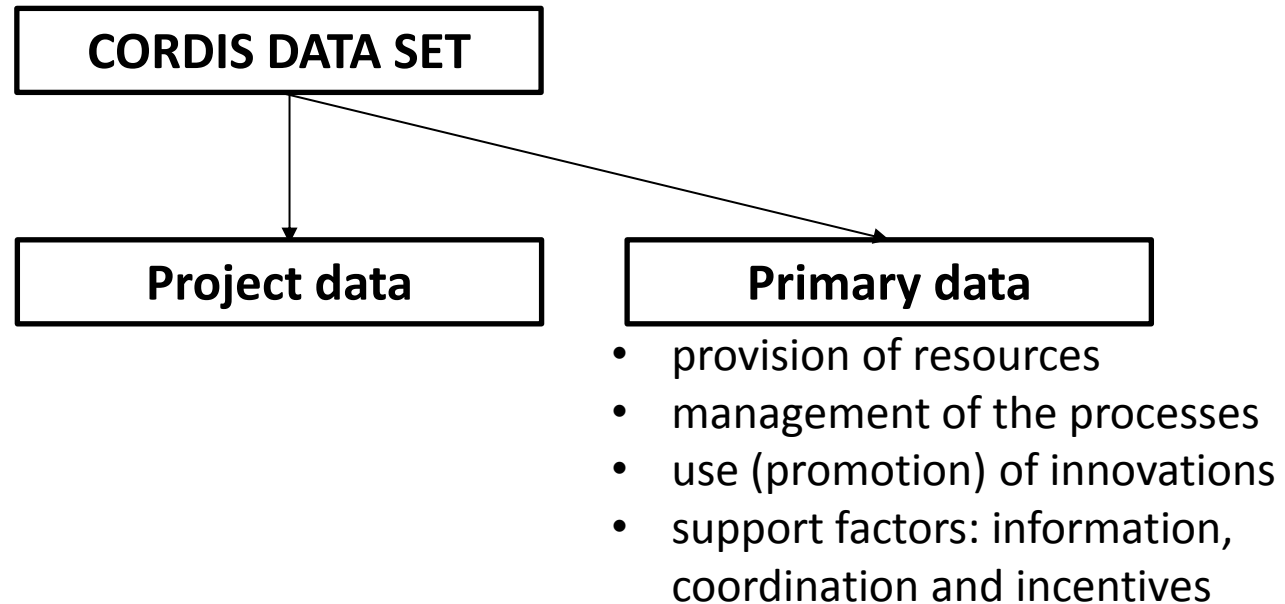 CORDIS DATA SET
Project data
Primary data
• provision of resources
• management of the processes
• use (promotion) of innovations
• support factors: information,
coordination and incentives